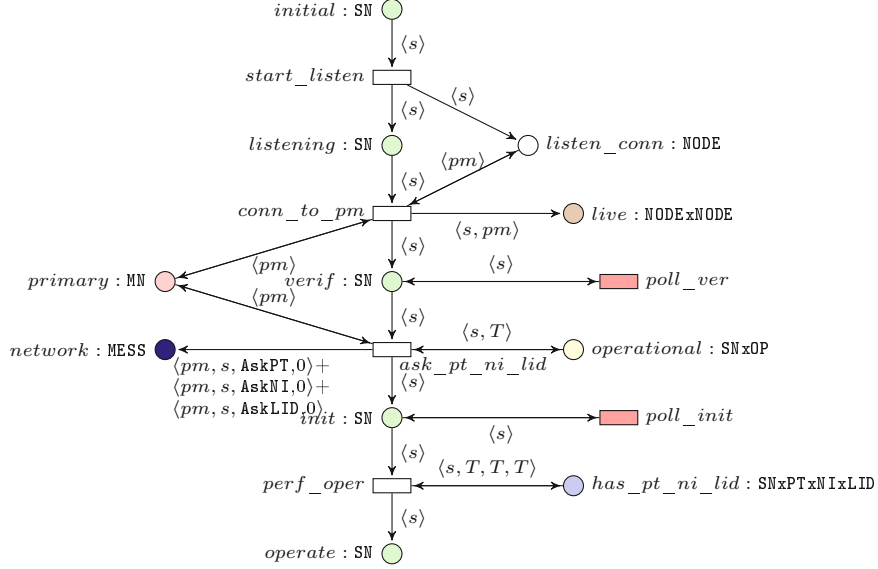 initial : SN
⟨s⟩
start_listen
⟨s⟩
⟨s⟩
listening : SN
listen_conn : NODE
⟨pm⟩
⟨s⟩
conn_to_pm
live : NODExNODE
⟨s, pm⟩
⟨s⟩
⟨pm⟩
⟨s⟩
primary : MN
verif : SN
poll_ver
⟨pm⟩
⟨s⟩
⟨s, T⟩
network : MESS
operational : SNxOP
ask_pt_ni_lid
⟨pm, s, AskPT,0⟩+
⟨pm, s, AskNI,0⟩+
⟨pm, s, AskLID,0⟩
⟨s⟩
init : SN
poll_init
⟨s⟩
⟨s⟩
⟨s, T, T, T⟩
perf_oper
has_pt_ni_lid : SNxPTxNIxLID
⟨s⟩
operate : SN